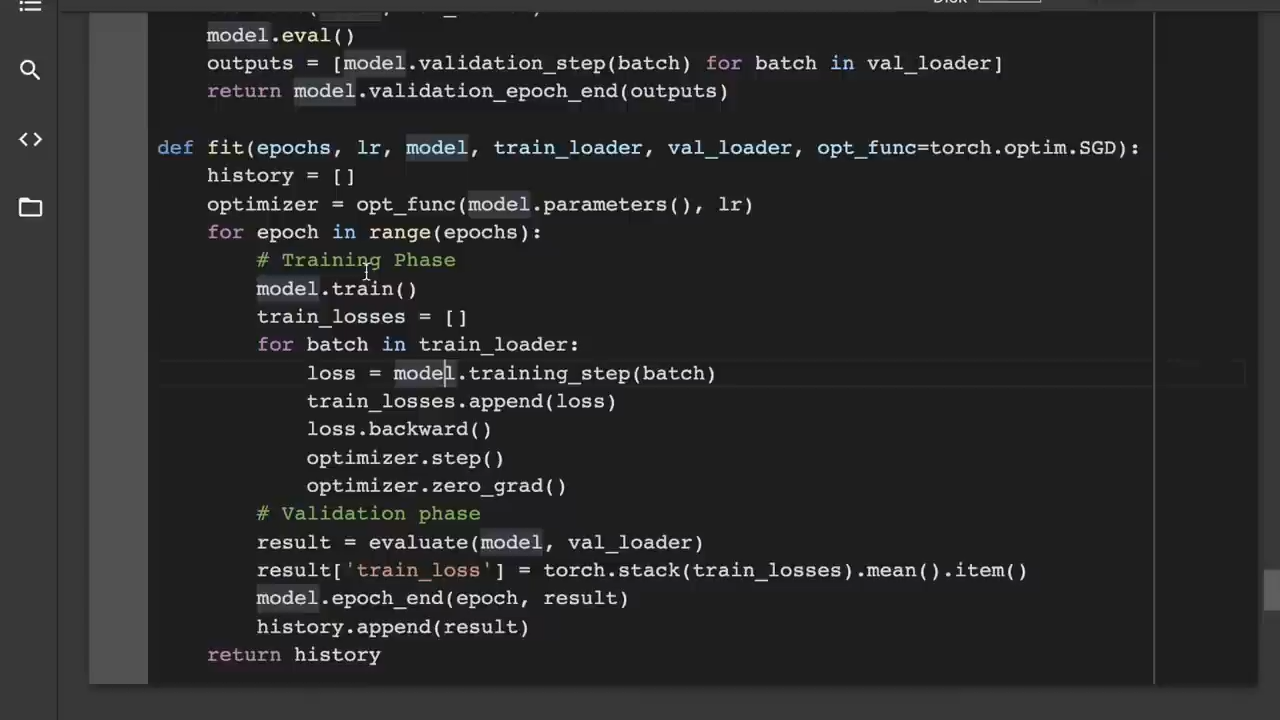 Disk
model.eval()
outputs = [model.validation_step(batch) for batch in val_loader]
return model.validation_epoch_end(outputs)
def fit(epochs, lr, model, train_loader, val_loader, opt_func=torch.optim.SGD):
history = []
optimizer = opt_func(model.parameters(), lr)
for epoch in range(epochs):
# Training Phase
model.train()
train_losses = []
for batch in train_loader:
loss = model.training_step(batch)
train_losses.append(loss)
loss.backward()
optimizer.step()
optimizer.zero_grad()
# Validation phase
result = evaluate(model, val_loader)
result['train_loss'] = torch.stack(train_losses).mean().item()
model.epoch_end(epoch, result)
history.append(result)
return history